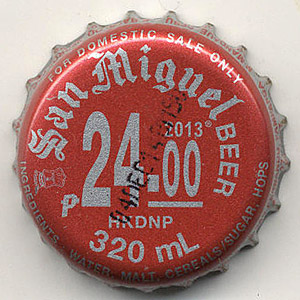 FOR DOMESTIC SALE ONLY
San Miguel
BEER
2013°
₱24.00
HKDNP
320 mL
INGREDIENTS: WATER, MALT, CEREALS/SUGAR, HOPS